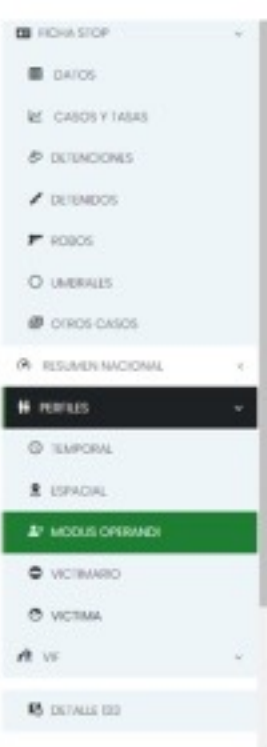 FICHA STOP
DATOS
CASOS Y TASAS
DETENCIONES
DETENIDOS
ROBOS
UMBRALES
OTROS CASOS
RESUMEN NACIONAL
PERFILES
TEMPORAL
ESPACIAL
MODUS OPERANDI
VICTIMARIO
VICTIMA
VIF
DETALLE